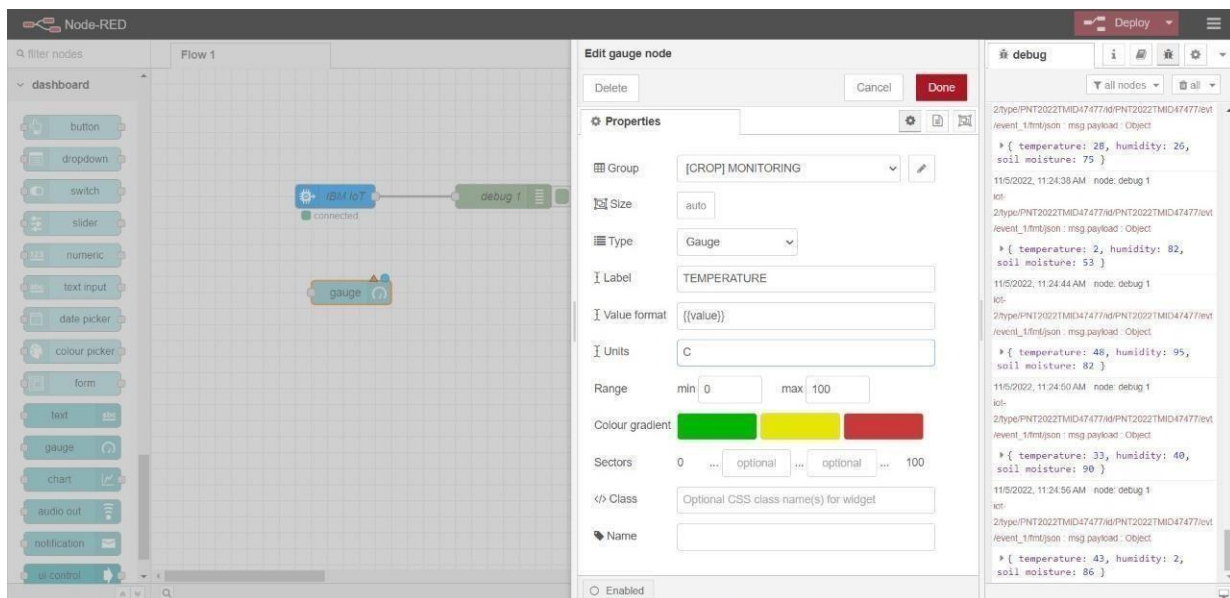 Node-RED
Deploy
filter nodes
Flow 1
Edit gauge node
debug
i
dashboard
Delete
Cancel
Done
all nodes
all
button
dropdown
switch
slider
numeric
text input
date picker
colour picker
form
text
abc
gauge
chart
audio out
notification
ui control
IBM IoT
connected
debug 1
gauge
Properties
Group
[CROP] MONITORING
Size
auto
Type
Gauge
Label
TEMPERATURE
Value format
{{value}}
Units
C
Range
min 0
max 100
Colour gradient
Sectors
0 ... optional ... optional ... 100
</> Class
Optional CSS class name(s) for widget
Name
Enabled
2/type/PNT2022TMID47477/id/PNT2022TMID47477/evt
/event_1/fmt/json : msg.payload : Object
{ temperature: 28, humidity: 26,
soil moisture: 75 }
11/5/2022, 11:24:38 AM node: debug 1
iot-
2/type/PNT2022TMID47477/id/PNT2022TMID47477/evt
/event_1/fmt/json : msg.payload : Object
{ temperature: 2, humidity: 82,
soil moisture: 53 }
11/5/2022, 11:24:44 AM node: debug 1
iot-
2/type/PNT2022TMID47477/id/PNT2022TMID47477/evt
/event_1/fmt/json : msg.payload : Object
{ temperature: 48, humidity: 95,
soil moisture: 82 }
11/5/2022, 11:24:50 AM node: debug 1
iot-
2/type/PNT2022TMID47477/id/PNT2022TMID47477/evt
/event_1/fmt/json : msg.payload : Object
{ temperature: 33, humidity: 40,
soil moisture: 90 }
11/5/2022, 11:24:56 AM node: debug 1
iot-
2/type/PNT2022TMID47477/id/PNT2022TMID47477/evt
/event_1/fmt/json : msg.payload : Object
{ temperature: 43, humidity: 2,
soil moisture: 86 }